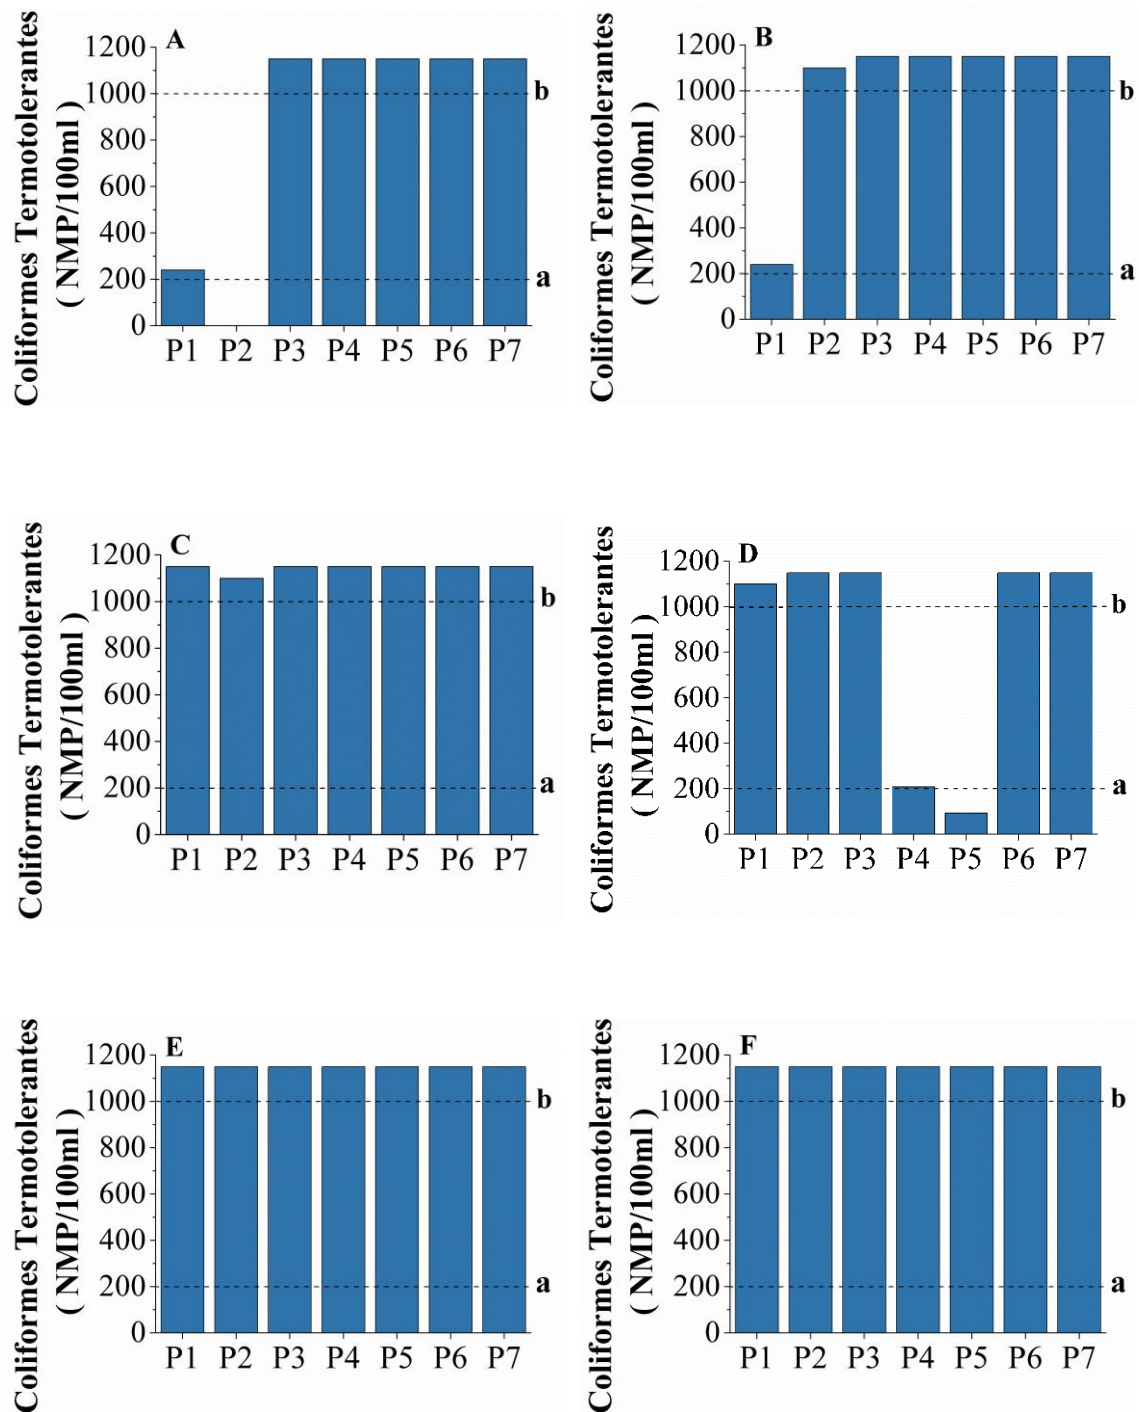 Coliformes Termotolerantes
( NMP/100ml )
A
1200
1000
800
600
400
200
0
b
a
P1 P2 P3 P4 P5 P6 P7
Coliformes Termotolerantes
( NMP/100ml )
B
1200
1000
800
600
400
200
0
b
a
P1 P2 P3 P4 P5 P6 P7
Coliformes Termotolerantes
( NMP/100ml )
C
1200
1000
800
600
400
200
0
b
a
P1 P2 P3 P4 P5 P6 P7
Coliformes Termotolerantes
( NMP/100ml )
D
1200
1000
800
600
400
200
0
b
a
P1 P2 P3 P4 P5 P6 P7
Coliformes Termotolerantes
( NMP/100ml )
E
1200
1000
800
600
400
200
0
b
a
P1 P2 P3 P4 P5 P6 P7
Coliformes Termotolerantes
( NMP/100ml )
F
1200
1000
800
600
400
200
0
b
a
P1 P2 P3 P4 P5 P6 P7